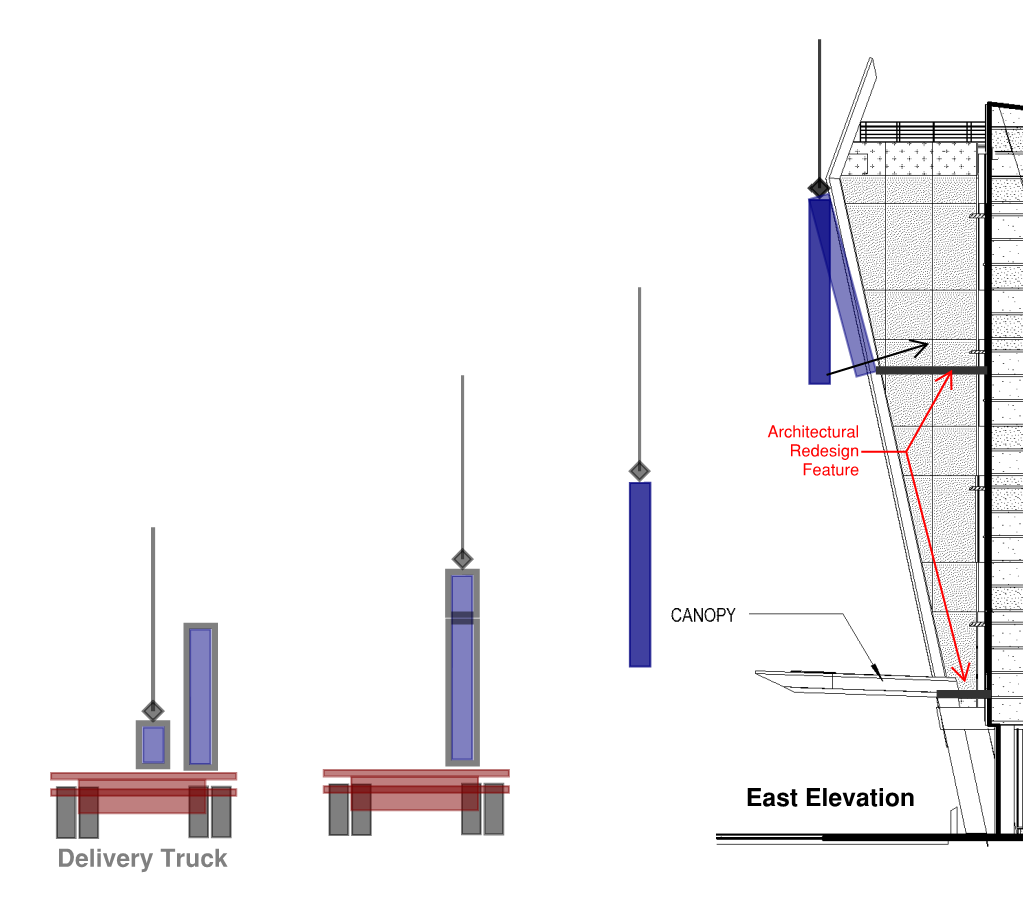 Architectural
Redesign
Feature
CANOPY
East Elevation
Delivery Truck